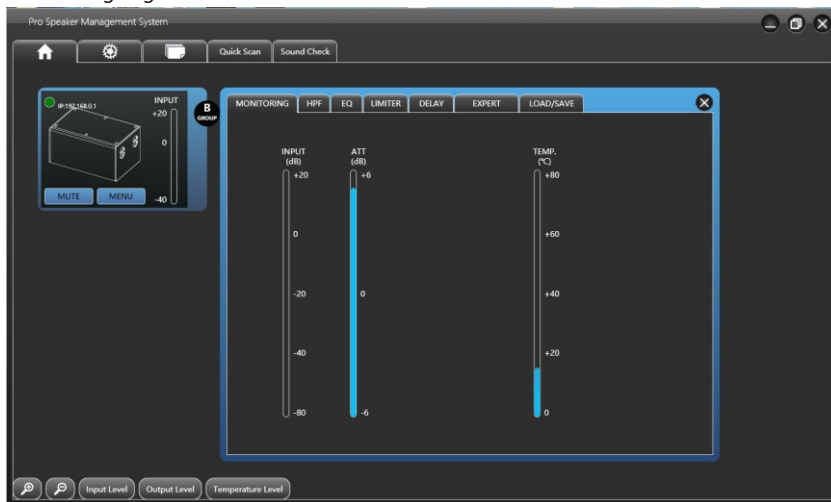 Pro Speaker Management System
Quick Scan
Sound Check
IP:192.168.0.1
INPUT
+20
0
-40
MUTE
MENU
B
GROUP
MONITORING
HPF
EQ
LIMITER
DELAY
EXPERT
LOAD/SAVE
INPUT
(dB)
+20
0
-20
-40
-80
ATT
(dB)
+6
0
-6
TEMP.
(℃)
+80
+60
+40
+20
0
Input Level
Output Level
Temperature Level